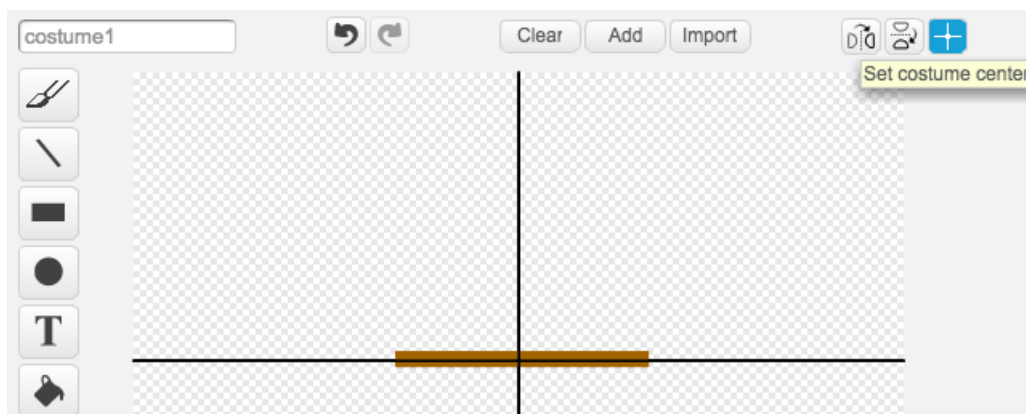 costume1
Clear
Add
Import
Set costume center
T